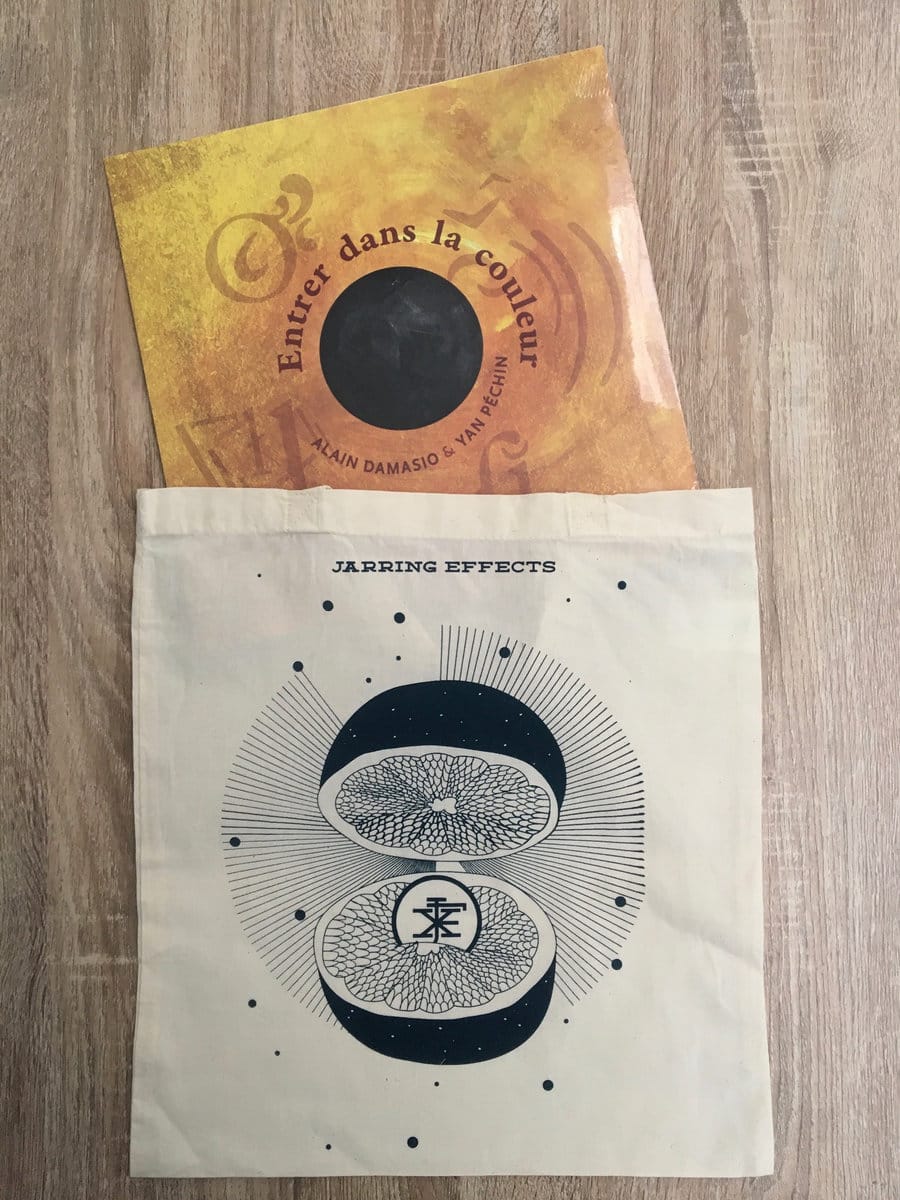 Entrer dans la couleur
ALAIN DAMASIO & YAN PÉCHIN
JARRING EFFECTS